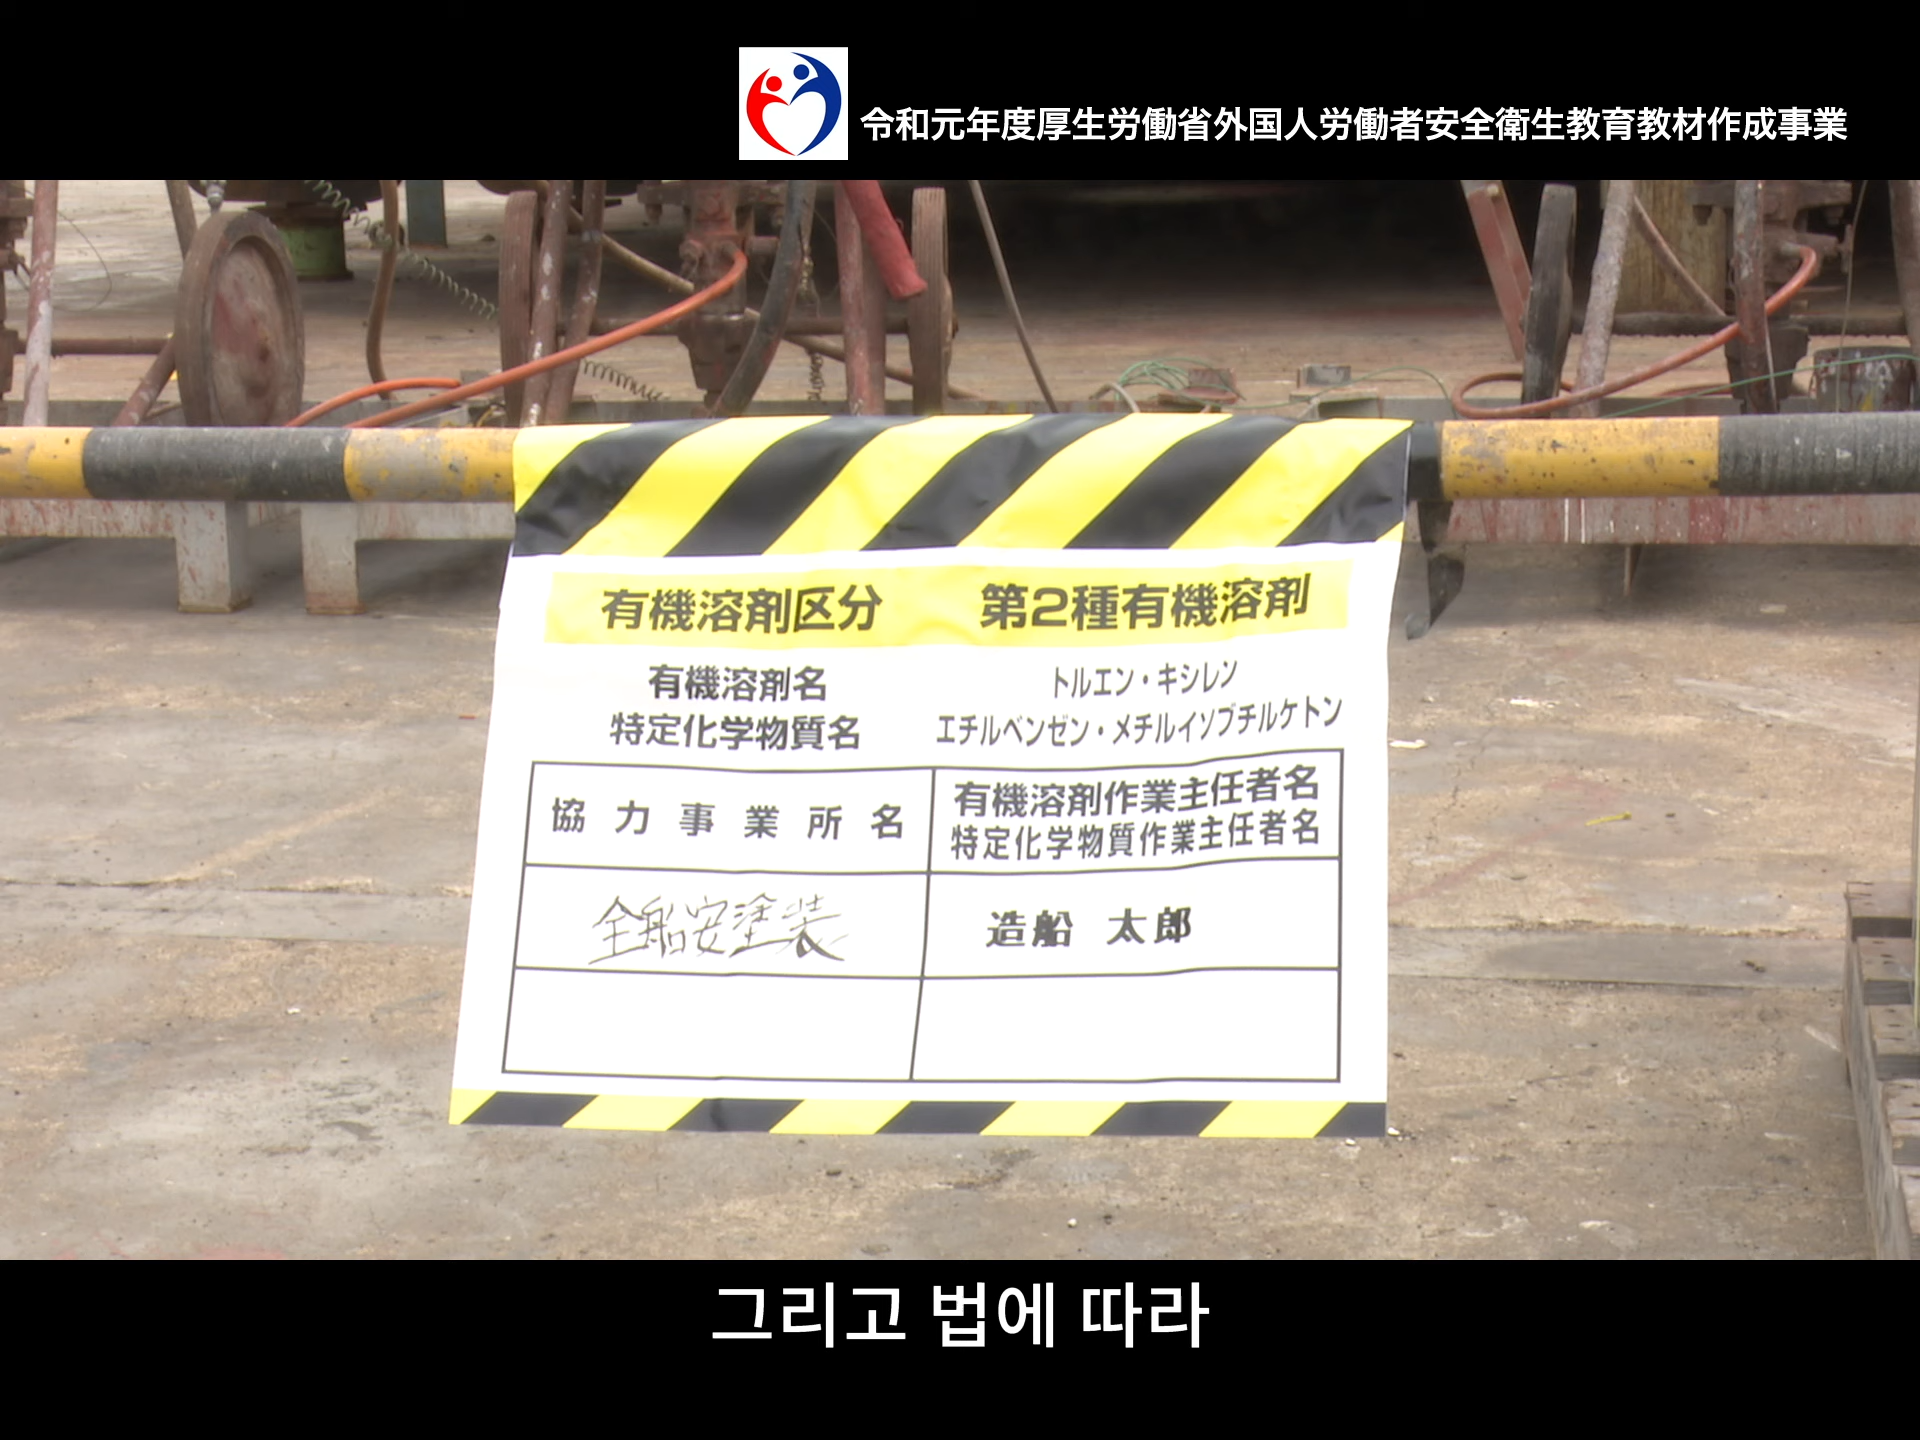 令和元年度厚生労働省外国人労働者安全衛生教育教材作成事業
有機溶剤区分 第2種有機溶剤
有機溶剤名 トルエン・キシレン
特定化学物質名 エチルベンゼン・メチルイソブチルケトン
協力事業所名 有機溶剤作業主任者名
特定化学物質作業主任者名
全船安塗装 造船 太郎
그리고 법에 따라